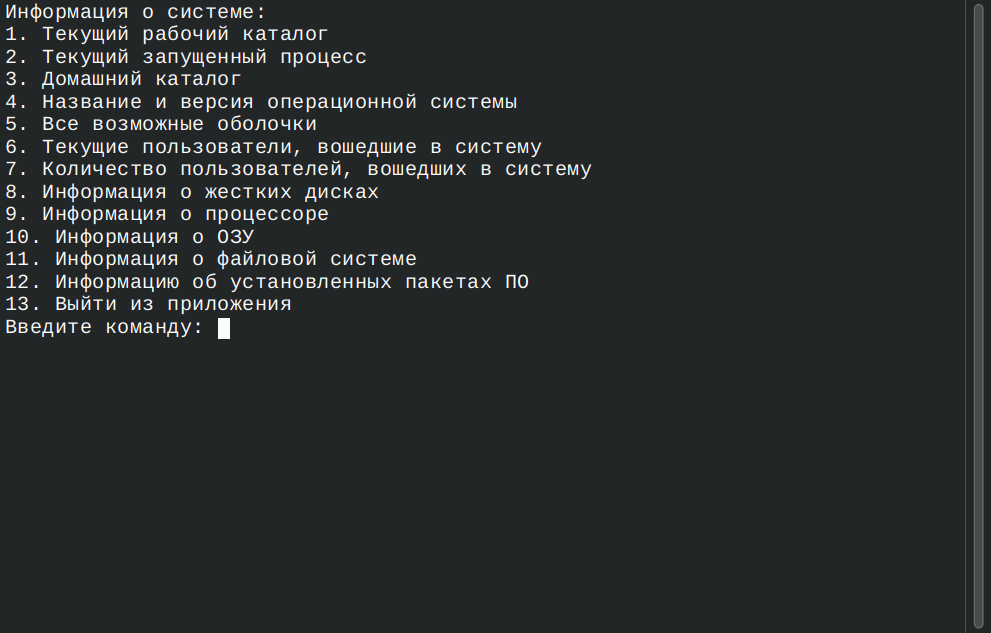 Информация о системе:
1. Текущий рабочий каталог
2. Текущий запущенный процесс
3. Домашний каталог
4. Название и версия операционной системы
5. Все возможные оболочки
6. Текущие пользователи, вошедшие в систему
7. Количество пользователей, вошедших в систему
8. Информация о жестких дисках
9. Информация о процессоре
10. Информация о ОЗУ
11. Информация о файловой системе
12. Информацию об установленных пакетах ПО
13. Выйти из приложения
Введите команду: